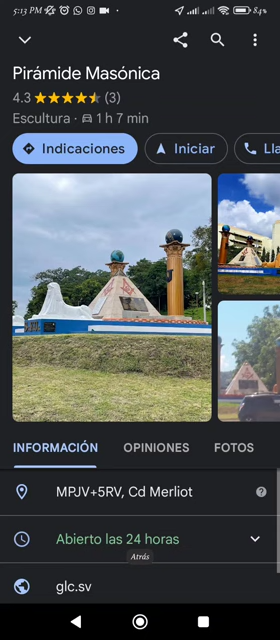 5:13 PM
84%
Pirámide Masónica
4.3 (3)
Escultura · 1 h 7 min
Indicaciones
Iniciar
Lla
INFORMACIÓN
OPINIONES
FOTOS
MPJV+5RV, Cd Merliot
Abierto las 24 horas
Atrás
glc.sv